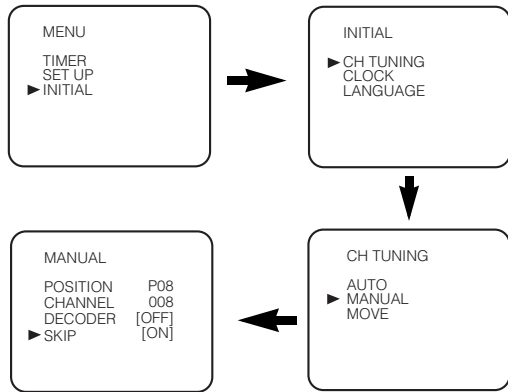 MENU
TIMER
SET UP
▶INITIAL
INITIAL
▶CH TUNING
CLOCK
LANGUAGE
CH TUNING
AUTO
▶ MANUAL
MOVE
MANUAL
POSITION P08
CHANNEL 008
DECODER [OFF]
▶SKIP [ON]